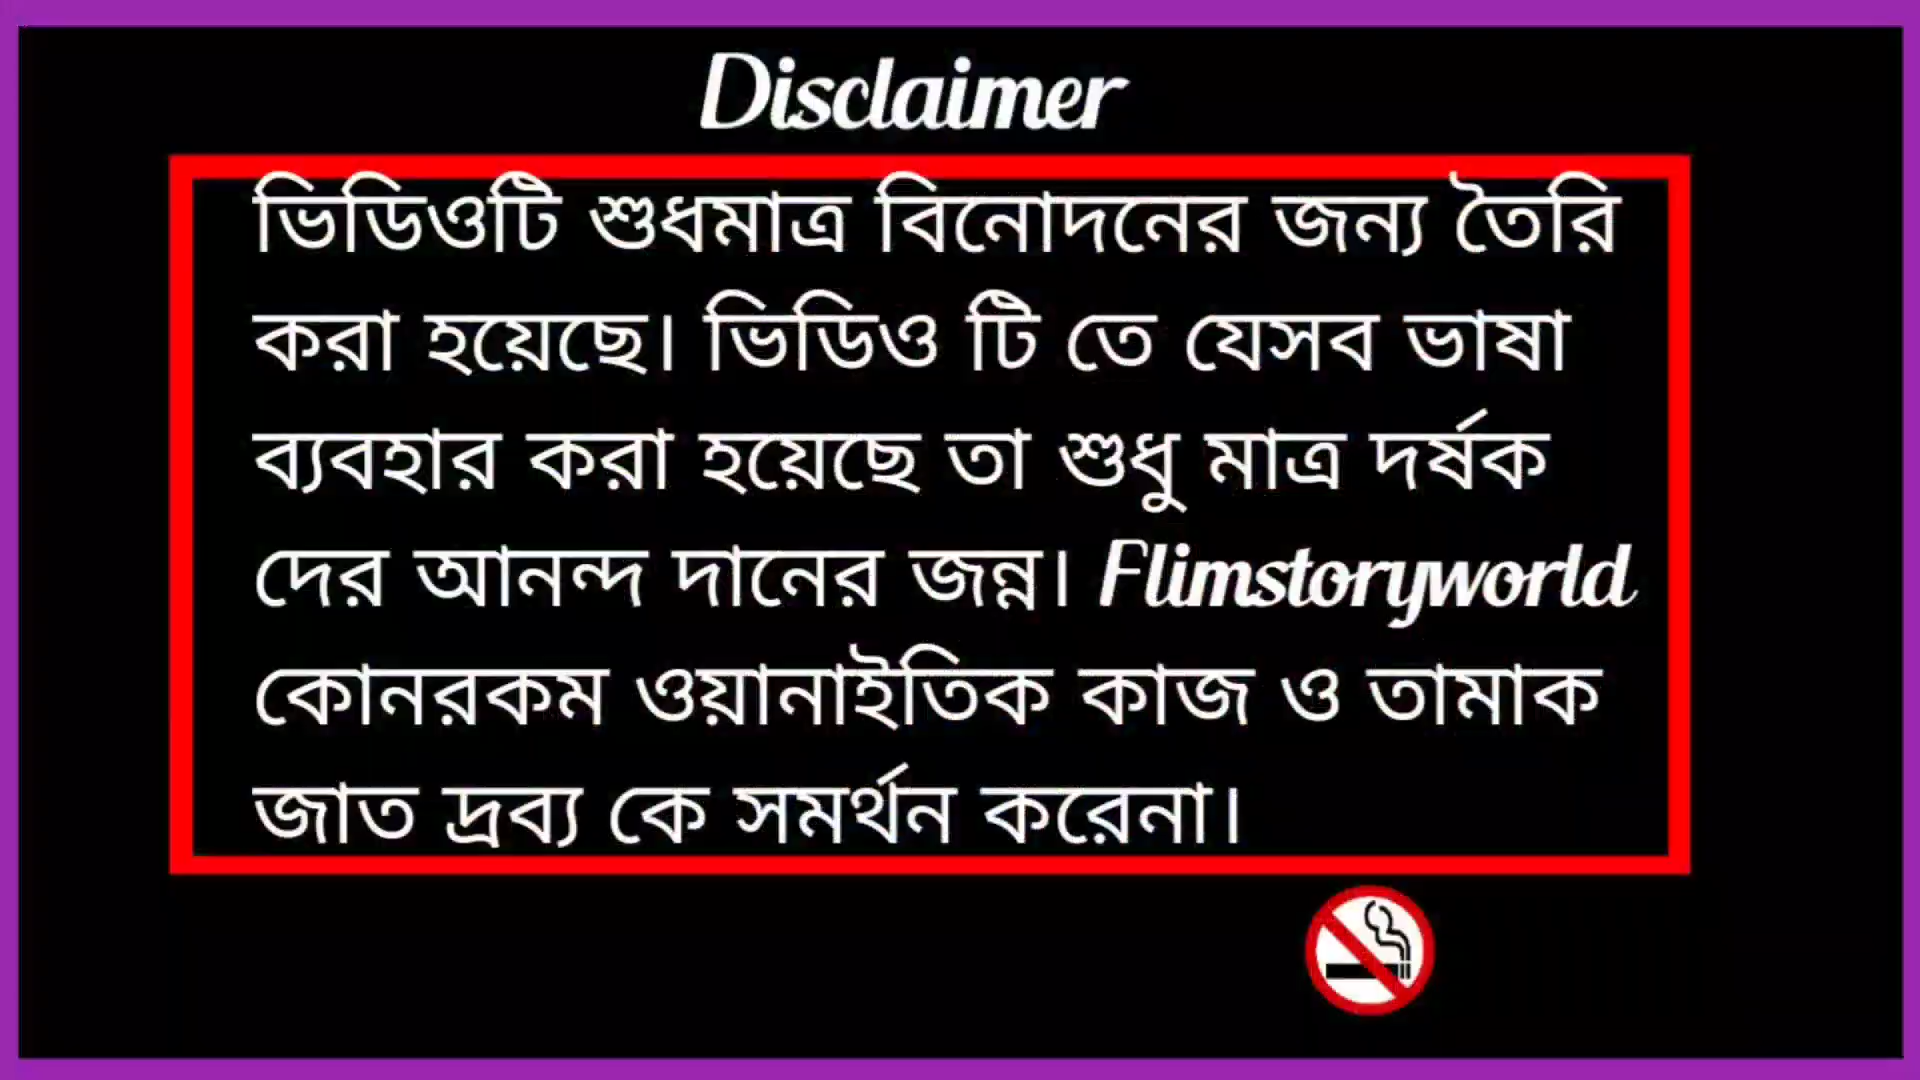 Disclaimer
ভিডিওটি শুধমাত্র বিনোদনের জন্য তৈরি
করা হয়েছে। ভিডিও টি তে যেসব ভাষা
ব্যবহার করা হয়েছে তা শুধু মাত্র দর্ষক
দের আনন্দ দানের জন্ন। Flimstoryworld
কোনরকম ওয়ানাইতিক কাজ ও তামাক
জাত দ্রব্য কে সমর্থন করেনা।